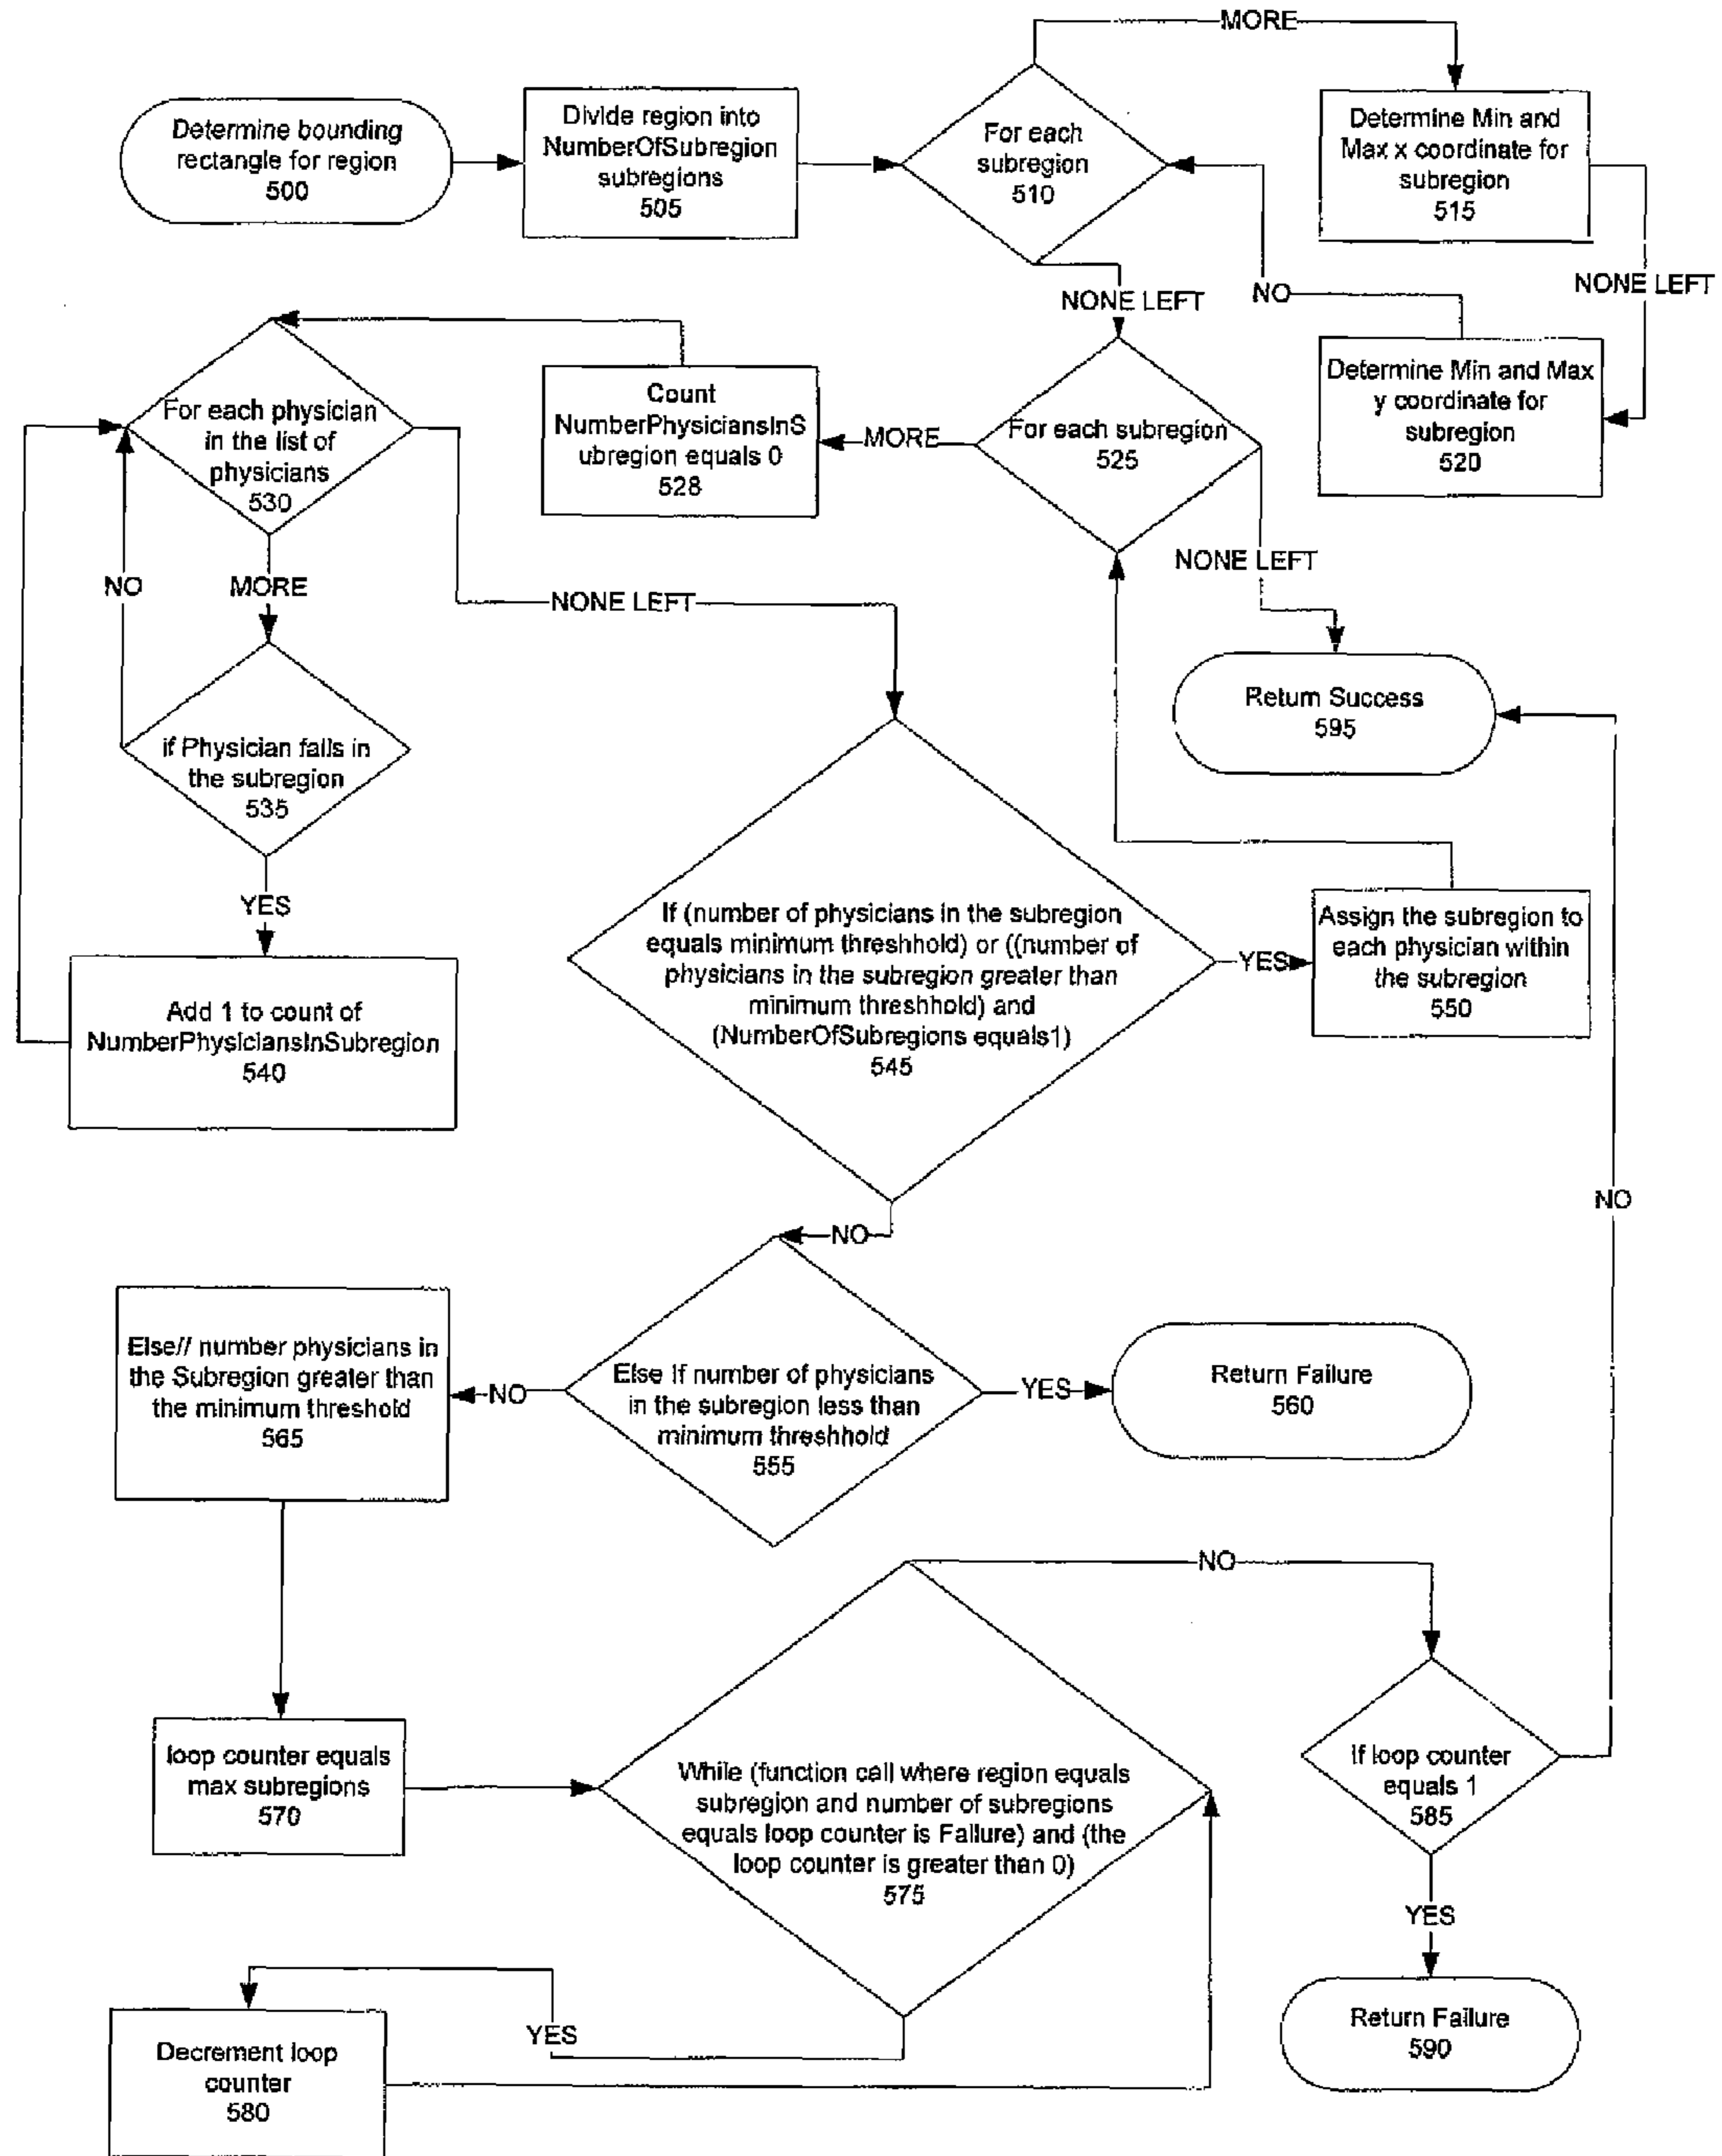 MORE
Determine bounding
rectangle for region
500
Divide region into
NumberOfSubregion
subregions
505
For each
subregion
510
Determine Min and
Max x coordinate for
subregion
515
NONE LEFT
NO
NONE LEFT
For each physician
in the list of
physicians
530
Count
NumberPhysiciansInS
ubregion equals 0
528
MORE
For each subregion
525
Determine Min and Max
y coordinate for
subregion
520
NO
MORE
NONE LEFT
NONE LEFT
if Physician falls in
the subregion
535
Return Success
595
YES
Add 1 to count of
NumberPhysiciansInSubregion
540
If (number of physicians in the subregion
equals minimum threshhold) or ((number of
physicians in the subregion greater than
minimum threshhold) and
(NumberOfSubregions equals1)
545
YES
Assign the subregion to
each physician within
the subregion
550
NO
NO
Else// number physicians in
the Subregion greater than
the minimum threshold
565
NO
Else If number of physicians
in the subregion less than
minimum threshhold
555
YES
Return Failure
560
NO
loop counter equals
max subregions
570
While (function call where region equals
subregion and number of subregions
equals loop counter is Failure) and (the
loop counter is greater than 0)
575
If loop counter
equals 1
585
YES
YES
Decrement loop
counter
580
Return Failure
590